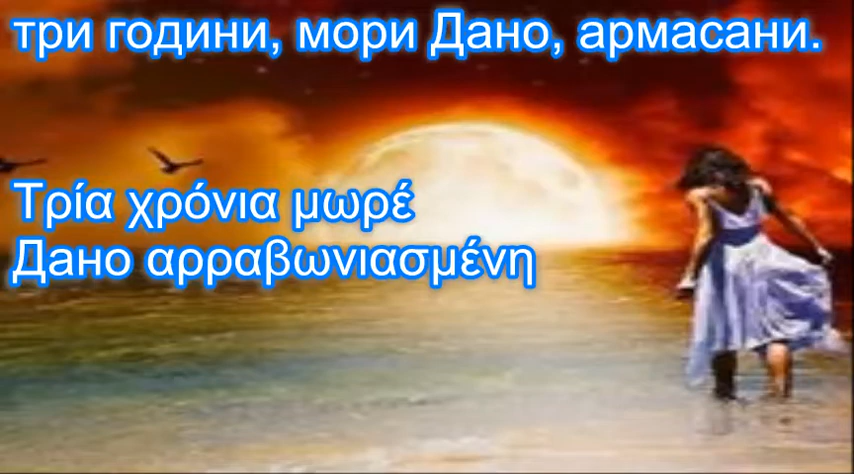 три години, мори Дано, армасани.
Τρία χρόνια μωρέ
Дано αρραβωνιασμένη